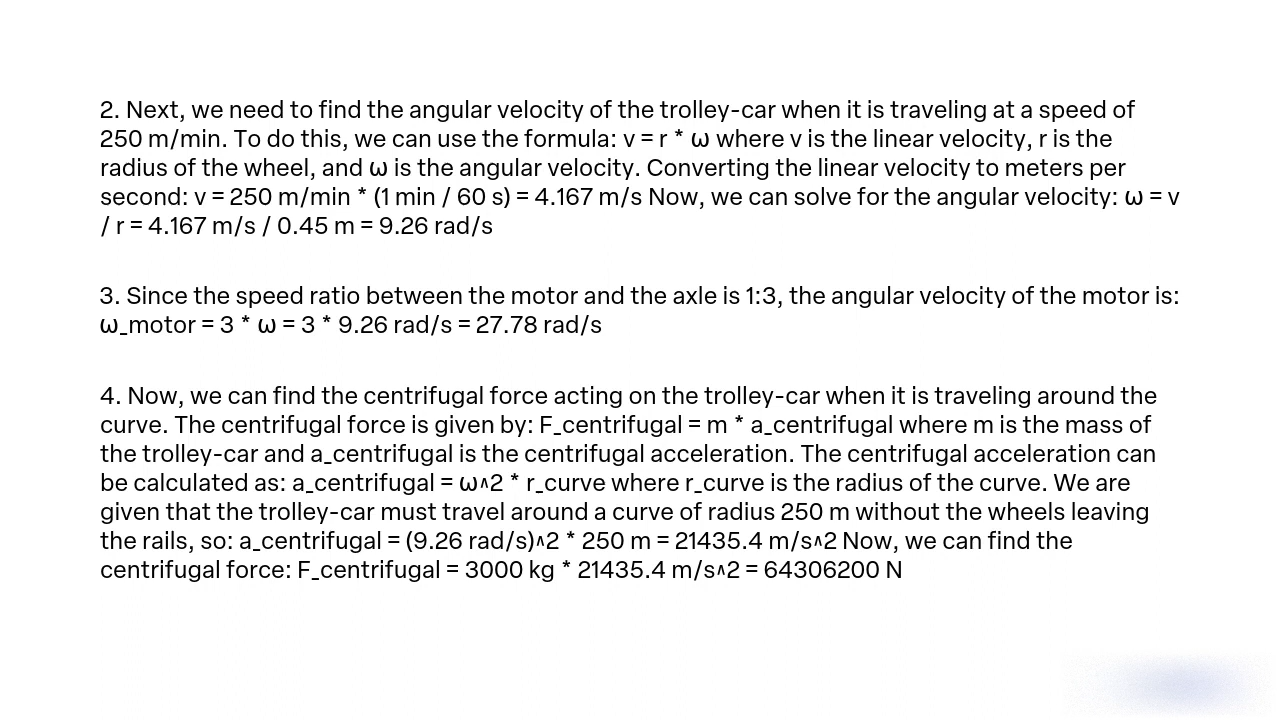 2. Next, we need to find the angular velocity of the trolley-car when it is traveling at a speed of
250 m/min. To do this, we can use the formula: v = r * ω where v is the linear velocity, r is the
radius of the wheel, and ω is the angular velocity. Converting the linear velocity to meters per
second: v = 250 m/min * (1 min / 60 s) = 4.167 m/s Now, we can solve for the angular velocity: ω = v
/ r = 4.167 m/s / 0.45 m = 9.26 rad/s
3. Since the speed ratio between the motor and the axle is 1:3, the angular velocity of the motor is:
ω_motor = 3 * ω = 3 * 9.26 rad/s = 27.78 rad/s
4. Now, we can find the centrifugal force acting on the trolley-car when it is traveling around the
curve. The centrifugal force is given by: F_centrifugal = m * a_centrifugal where m is the mass of
the trolley-car and a_centrifugal is the centrifugal acceleration. The centrifugal acceleration can
be calculated as: a_centrifugal = ω^2 * r_curve where r_curve is the radius of the curve. We are
given that the trolley-car must travel around a curve of radius 250 m without the wheels leaving
the rails, so: a_centrifugal = (9.26 rad/s)^2 * 250 m = 21435.4 m/s^2 Now, we can find the
centrifugal force: F_centrifugal = 3000 kg * 21435.4 m/s^2 = 64306200 N